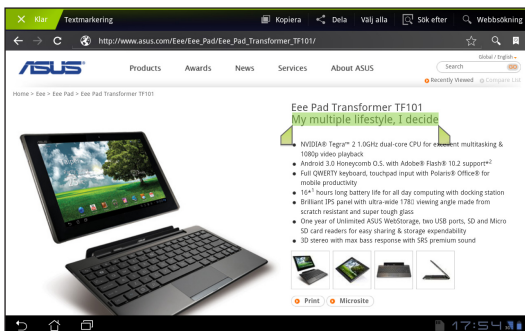 Klar Textmarkering Kopiera Dela Välj alla Sök efter Webbsökning
http://www.asus.com/Eee/Eee_Pad/Eee_Pad_Transformer_TF101/
Global / English
ASUS Products Awards News Services About ASUS Search GO
Recently Viewed Compare List
Home > Eee > Eee Pad > Eee Pad Transformer TF101
Eee Pad Transformer TF101
My multiple lifestyle, I decide
NVIDIA® Tegra™ 2 1.0GHz dual-core CPU for excellent multitasking &
1080p video playback
Android 3.0 Honeycomb O.S. with Adobe® Flash® 10.2 support*²
Full QWERTY keyboard, touchpad input with Polaris® Office® for
mobile productivity
16*¹ hours long battery life for all day computing with docking station
Brilliant IPS panel with ultra-wide 178▯ viewing angle made from
scratch resistant and super tough glass
One year of Unlimited ASUS WebStorage, two USB ports, SD and Micro
SD card readers for easy sharing & storage expendability
3D stereo with max bass response with SRS premium sound
Print Microsite
17:54